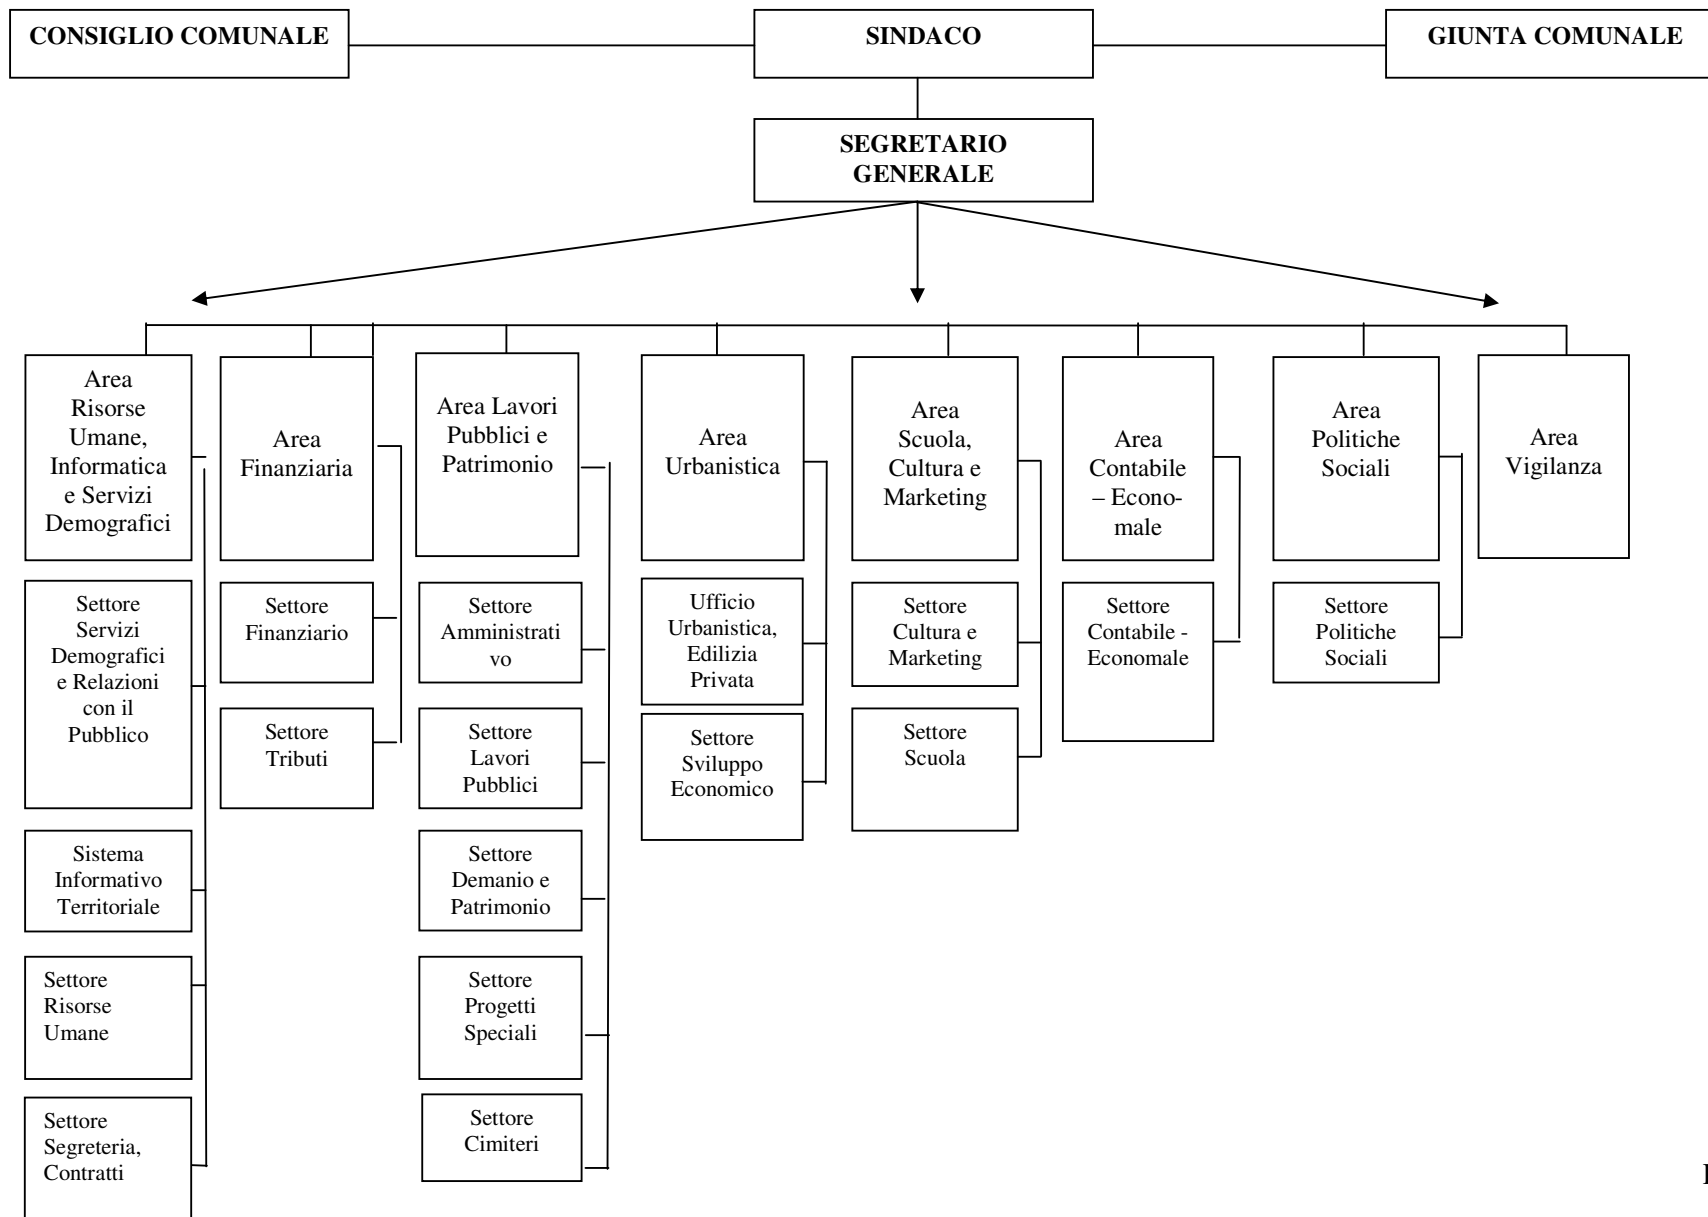 CONSIGLIO COMUNALE
SINDACO
GIUNTA COMUNALE
SEGRETARIO
GENERALE
Area
Risorse
Umane,
Informatica
e Servizi
Demografici
Area
Finanziaria
Area Lavori
Pubblici e
Patrimonio
Area
Urbanistica
Area
Scuola,
Cultura e
Marketing
Area
Contabile
– Econo-
male
Area
Politiche
Sociali
Area
Vigilanza
Settore
Servizi
Demografici
e Relazioni
con il
Pubblico
Settore
Finanziario
Settore
Amministrati
vo
Ufficio
Urbanistica,
Edilizia
Privata
Settore
Cultura e
Marketing
Settore
Contabile -
Economale
Settore
Politiche
Sociali
Settore
Tributi
Settore
Lavori
Pubblici
Settore
Sviluppo
Economico
Settore
Scuola
Sistema
Informativo
Territoriale
Settore
Demanio e
Patrimonio
Settore
Risorse
Umane
Settore
Progetti
Speciali
Settore
Segreteria,
Contratti
Settore
Cimiteri